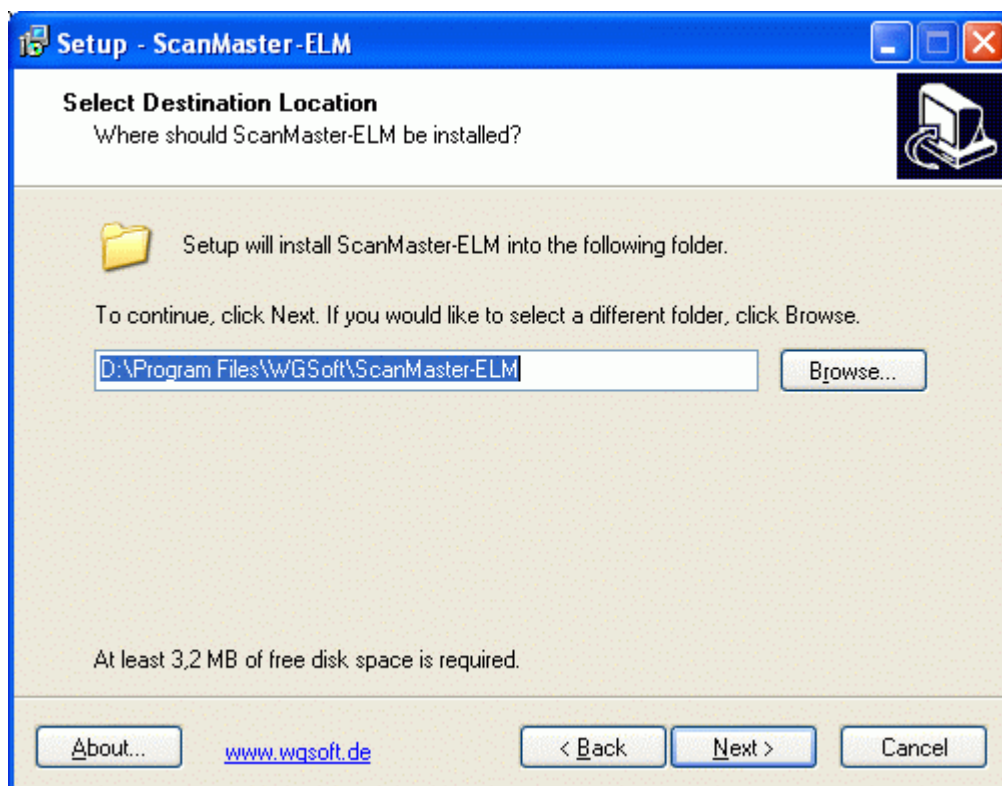 Setup - ScanMaster-ELM
Select Destination Location
Where should ScanMaster-ELM be installed?
Setup will install ScanMaster-ELM into the following folder.
To continue, click Next. If you would like to select a different folder, click Browse.
D:\Program Files\WGSoft\ScanMaster-ELM
Browse...
At least 3,2 MB of free disk space is required.
About...
www.wgsoft.de
< Back
Next >
Cancel